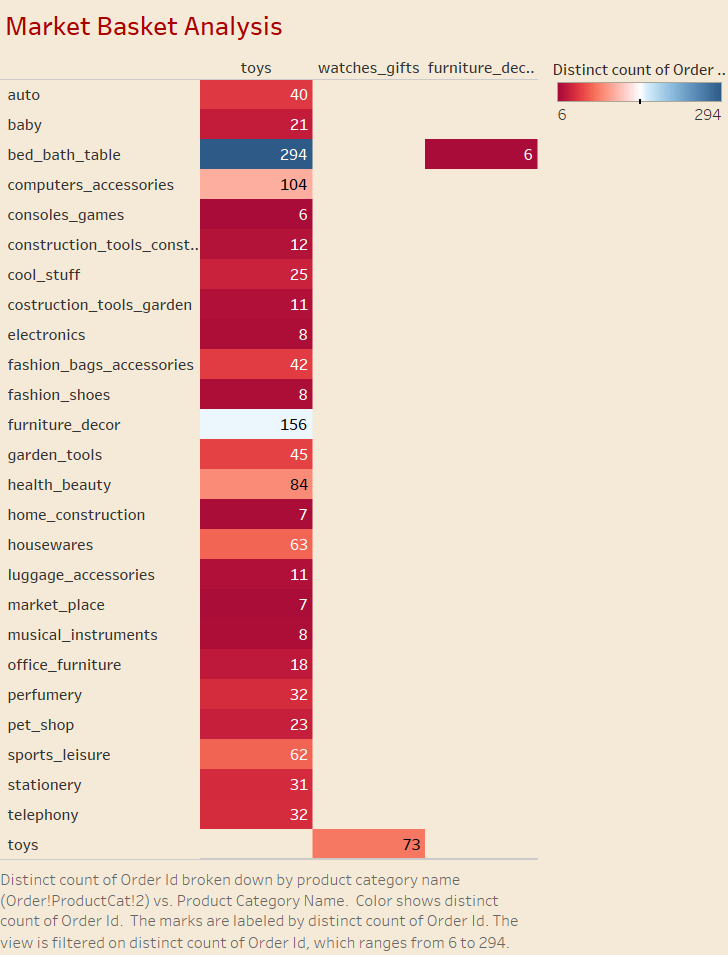 Market Basket Analysis
toys watches_gifts furniture_dec.. Distinct count of Order ..
6 294
auto 40
baby 21
bed_bath_table 294 6
computers_accessories 104
consoles_games 6
construction_tools_const.. 12
cool_stuff 25
costruction_tools_garden 11
electronics 8
fashion_bags_accessories 42
fashion_shoes 8
furniture_decor 156
garden_tools 45
health_beauty 84
home_construction 7
housewares 63
luggage_accessories 11
market_place 7
musical_instruments 8
office_furniture 18
perfumery 32
pet_shop 23
sports_leisure 62
stationery 31
telephony 32
toys 73
Distinct count of Order Id broken down by product category name
(Order!ProductCat!2) vs. Product Category Name. Color shows distinct
count of Order Id. The marks are labeled by distinct count of Order Id. The
view is filtered on distinct count of Order Id, which ranges from 6 to 294.